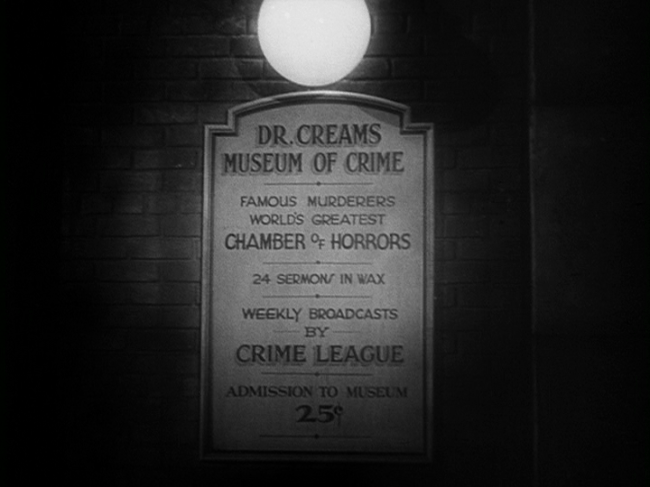 DR. CREAMS
MUSEUM OF CRIME
FAMOUS MURDERERS
WORLD'S GREATEST
CHAMBER OF HORRORS
24 SERMONS IN WAX
WEEKLY BROADCASTS
BY
CRIME LEAGUE
ADMISSION TO MUSEUM
25¢